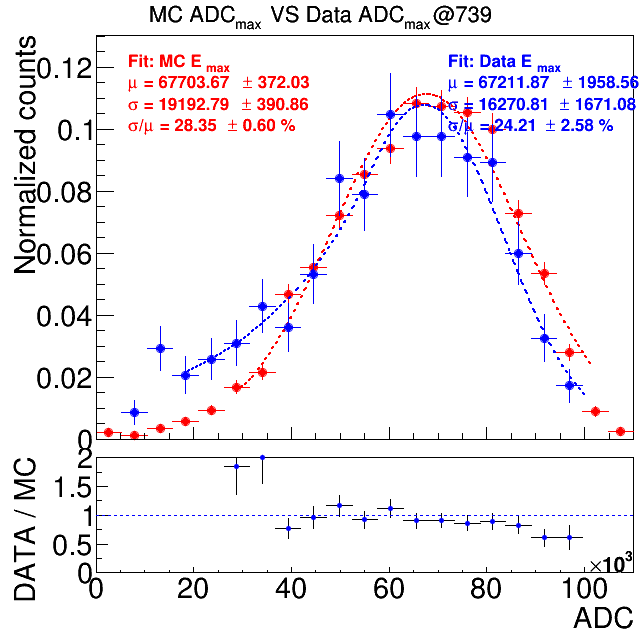 MC ADCmax VS Data ADCmax@739
Normalized counts
0.12
0.1
0.08
0.06
0.04
0.02
0
Fit: MC E max
μ = 67703.67 ± 372.03
σ = 19192.79 ± 390.86
σ/μ = 28.35 ± 0.60 %
Fit: Data E max
μ = 67211.87 ± 1958.56
σ = 16270.81 ± 1671.08
σ/μ = 24.21 ± 2.58 %
DATA / MC
2
1.5
1
0.5
0
0 20 40 60 80 100
×10³
ADC